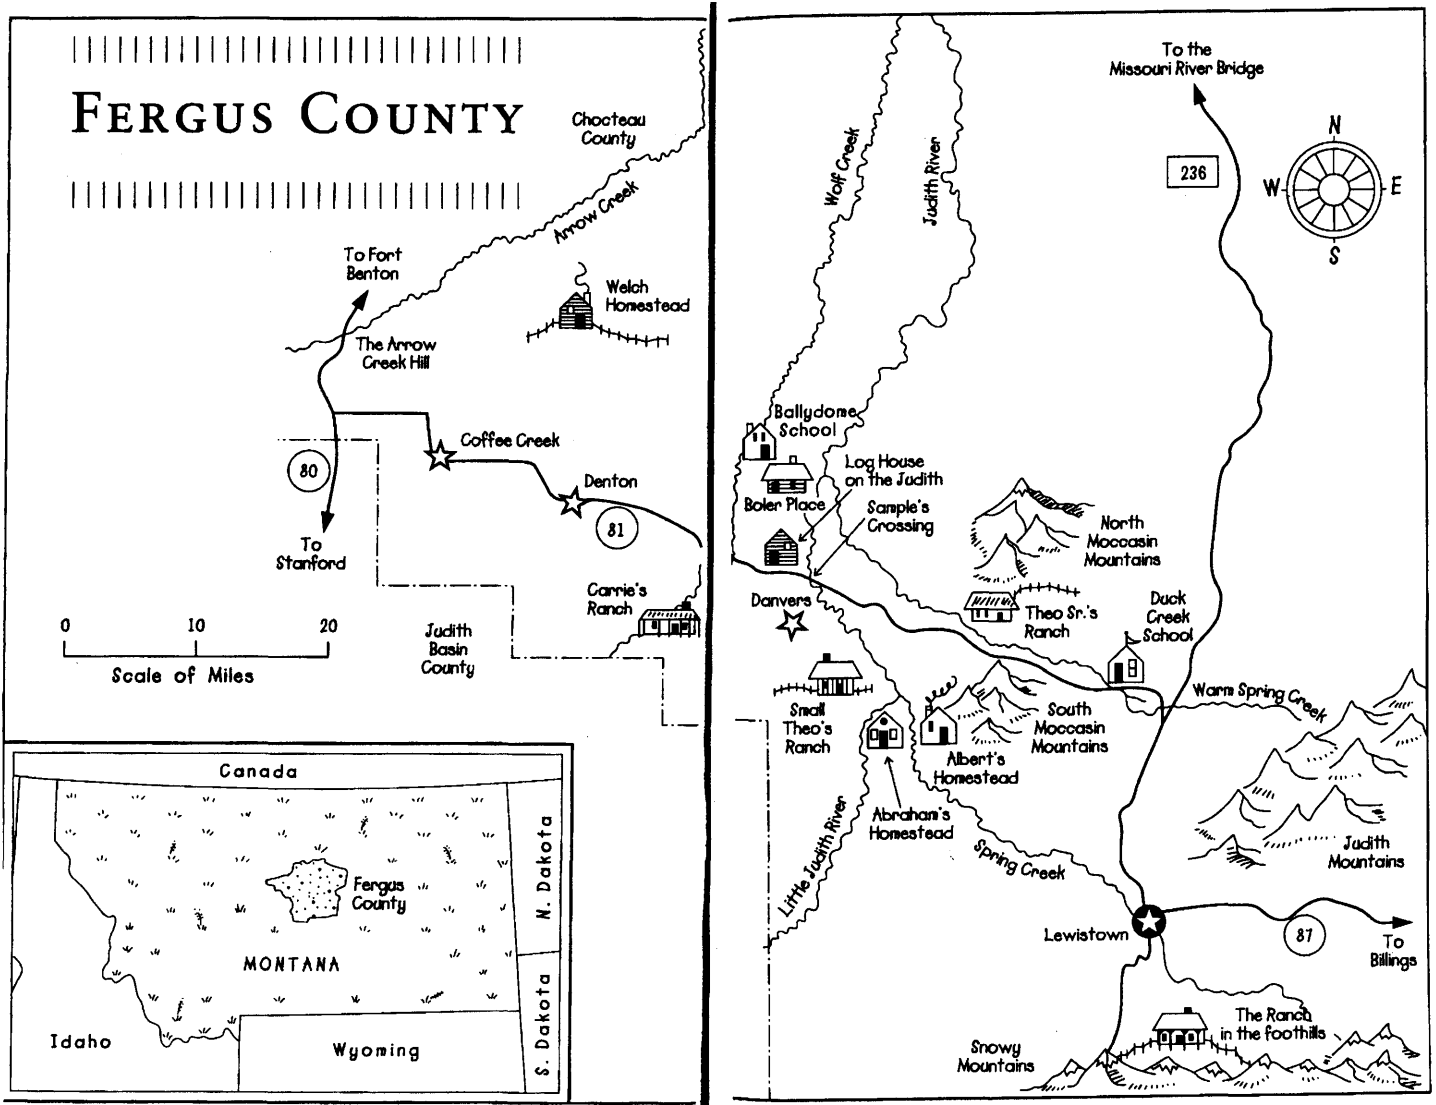 FERGUS COUNTY
Chocteau
County
Arrow Creek
To Fort
Benton
Welch
Homestead
The Arrow
Creek Hill
Coffee Creek
80
Denton
81
To
Stanford
Carrie's
Ranch
0 10 20
Scale of Miles
Judith
Basin
County
Canada
N. Dakota
Fergus
County
MONTANA
S. Dakota
Idaho
Wyoming
To the
Missouri River Bridge
N
W E
S
236
Wolf Creek
Judith River
Ballydome
School
Log House
on the Judith
Boler Place
Sample's
Crossing
North
Moccasin
Mountains
Danvers
Theo Sr.'s
Ranch
Duck
Creek
School
Warm Spring Creek
Small
Theo's
Ranch
South
Moccasin
Mountains
Albert's
Homestead
Abraham's
Homestead
Little Judith River
Spring Creek
Judith
Mountains
Lewistown
87
To
Billings
The Ranch
in the foothills
Snowy
Mountains